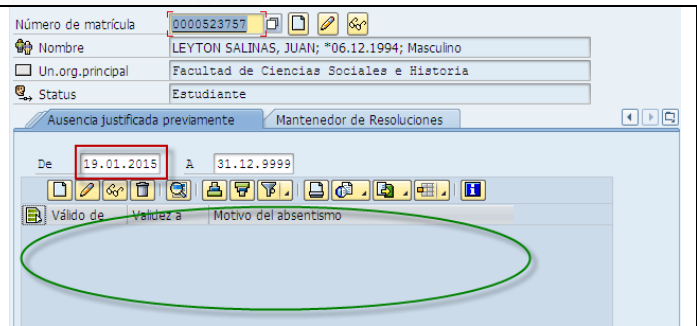 Número de matrícula 0000523757
Nombre LEYTON SALINAS, JUAN; *06.12.1994; Masculino
Un.org.principal Facultad de Ciencias Sociales e Historia
Status Estudiante
Ausencia justificada previamente Mantenedor de Resoluciones
De 19.01.2015 A 31.12.9999
Válido de Validez a Motivo del absentismo